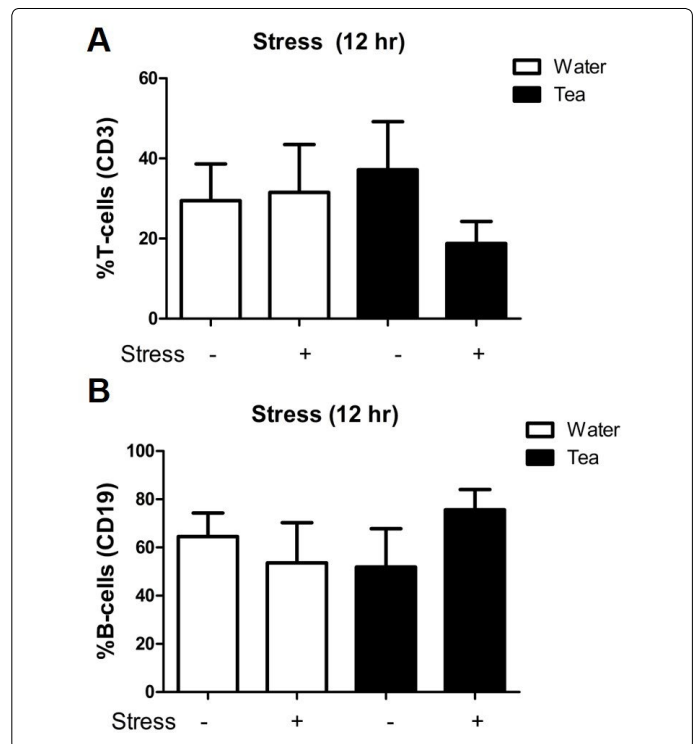 A
Stress (12 hr)
Water
Tea
%T-cells (CD3)
60
40
20
0
Stress - + - +
B
Stress (12 hr)
Water
Tea
%B-cells (CD19)
100
80
60
40
20
0
Stress - + - +